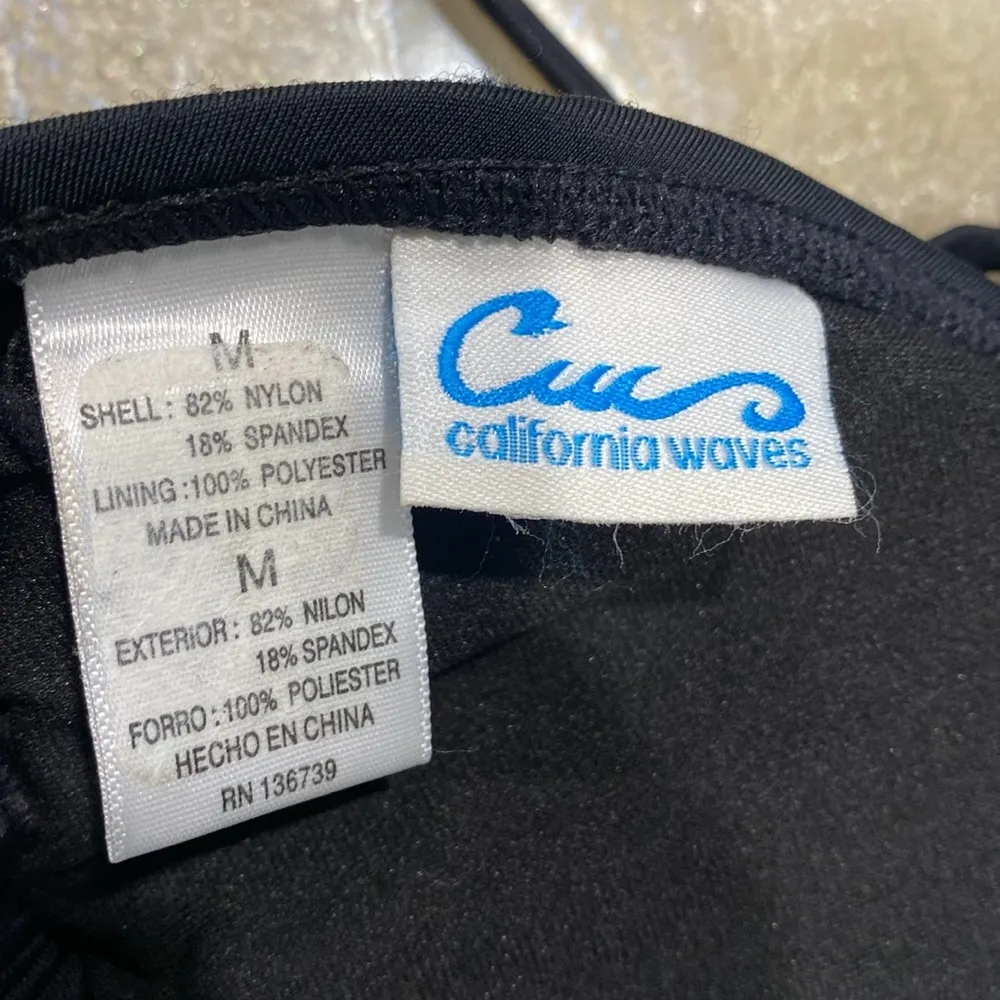 M
SHELL: 82% NYLON
18% SPANDEX
LINING:100% POLYESTER
MADE IN CHINA
M
EXTERIOR: 82% NILON
18% SPANDEX
FORRO:100% POLIESTER
HECHO EN CHINA
RN 136739
california waves